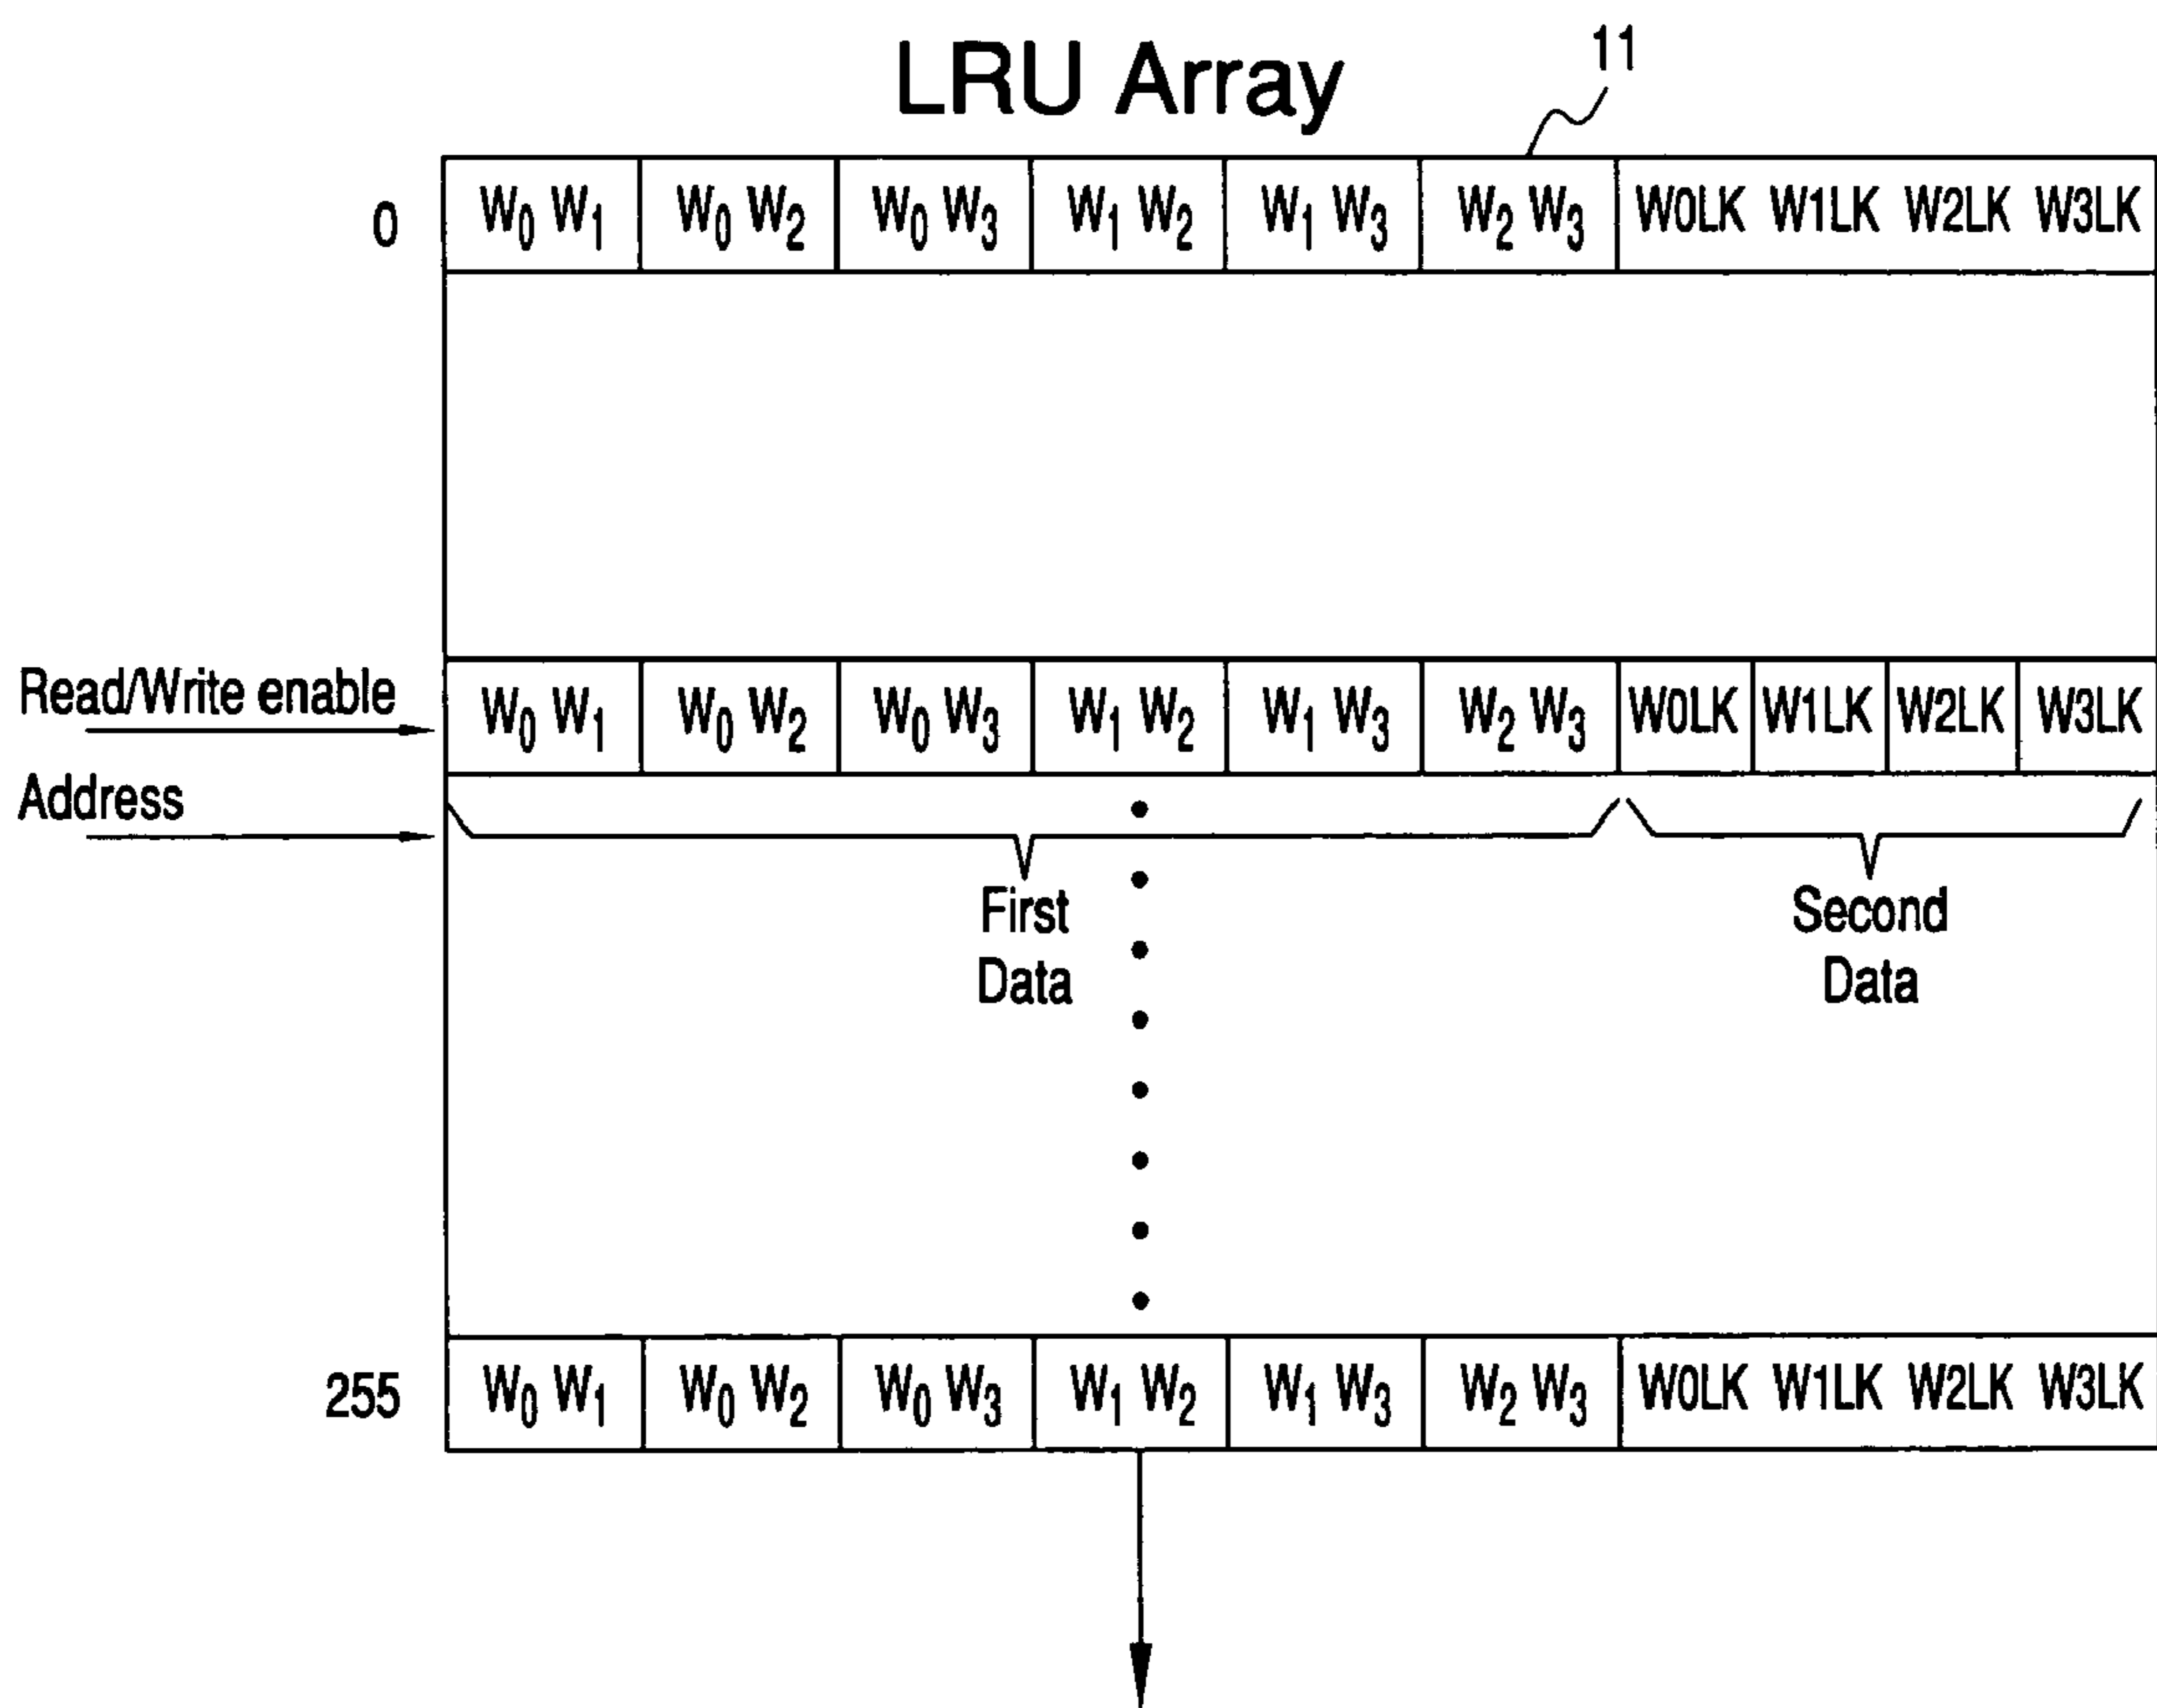 LRU Array
11
0 W₀ W₁ W₀ W₂ W₀ W₃ W₁ W₂ W₁ W₃ W₂ W₃ W0LK W1LK W2LK W3LK
Read/Write enable
W₀ W₁ W₀ W₂ W₀ W₃ W₁ W₂ W₁ W₃ W₂ W₃ W0LK W1LK W2LK W3LK
Address
First
Data
Second
Data
255 W₀ W₁ W₀ W₂ W₀ W₃ W₁ W₂ W₁ W₃ W₂ W₃ W0LK W1LK W2LK W3LK